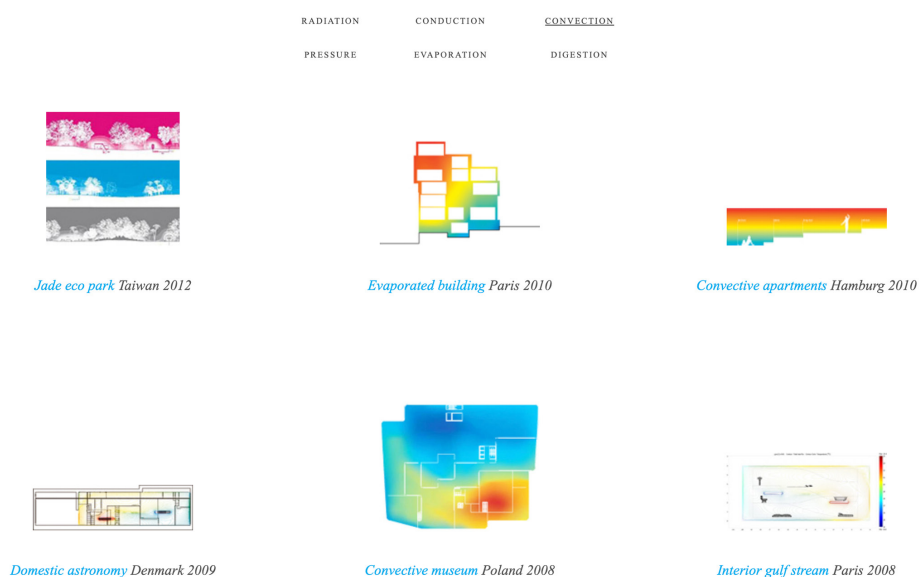 RADIATION CONDUCTION CONVECTION
PRESSURE EVAPORATION DIGESTION
Jade eco park Taiwan 2012
Evaporated building Paris 2010
Convective apartments Hamburg 2010
Domestic astronomy Denmark 2009
Convective museum Poland 2008
Interior gulf stream Paris 2008